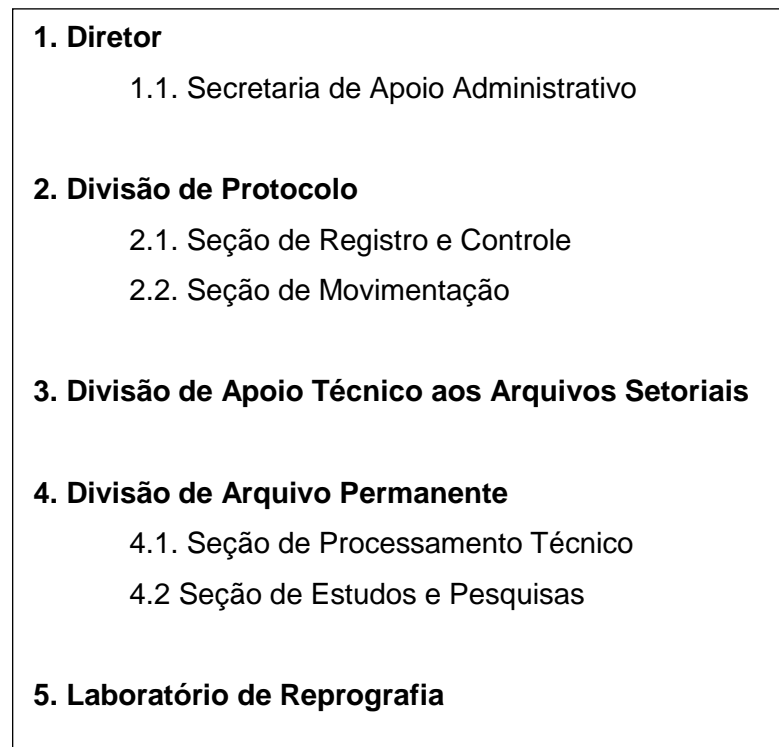 1. Diretor
1.1. Secretaria de Apoio Administrativo
2. Divisão de Protocolo
2.1. Seção de Registro e Controle
2.2. Seção de Movimentação
3. Divisão de Apoio Técnico aos Arquivos Setoriais
4. Divisão de Arquivo Permanente
4.1. Seção de Processamento Técnico
4.2 Seção de Estudos e Pesquisas
5. Laboratório de Reprografia